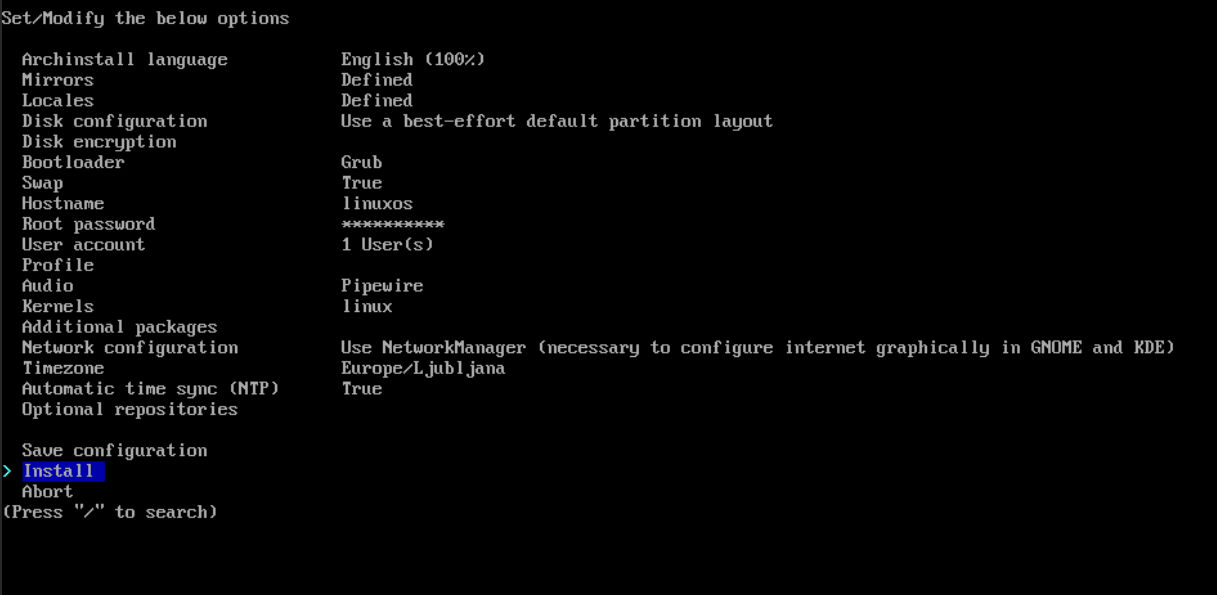 Set/Modify the below options
Archinstall language English (100%)
Mirrors Defined
Locales Defined
Disk configuration Use a best-effort default partition layout
Disk encryption
Bootloader Grub
Swap True
Hostname linuxos
Root password **********
User account 1 User(s)
Profile
Audio Pipewire
Kernels linux
Additional packages
Network configuration Use NetworkManager (necessary to configure internet graphically in GNOME and KDE)
Timezone Europe/Ljubljana
Automatic time sync (NTP) True
Optional repositories
Save configuration
> Install
Abort
(Press "/" to search)